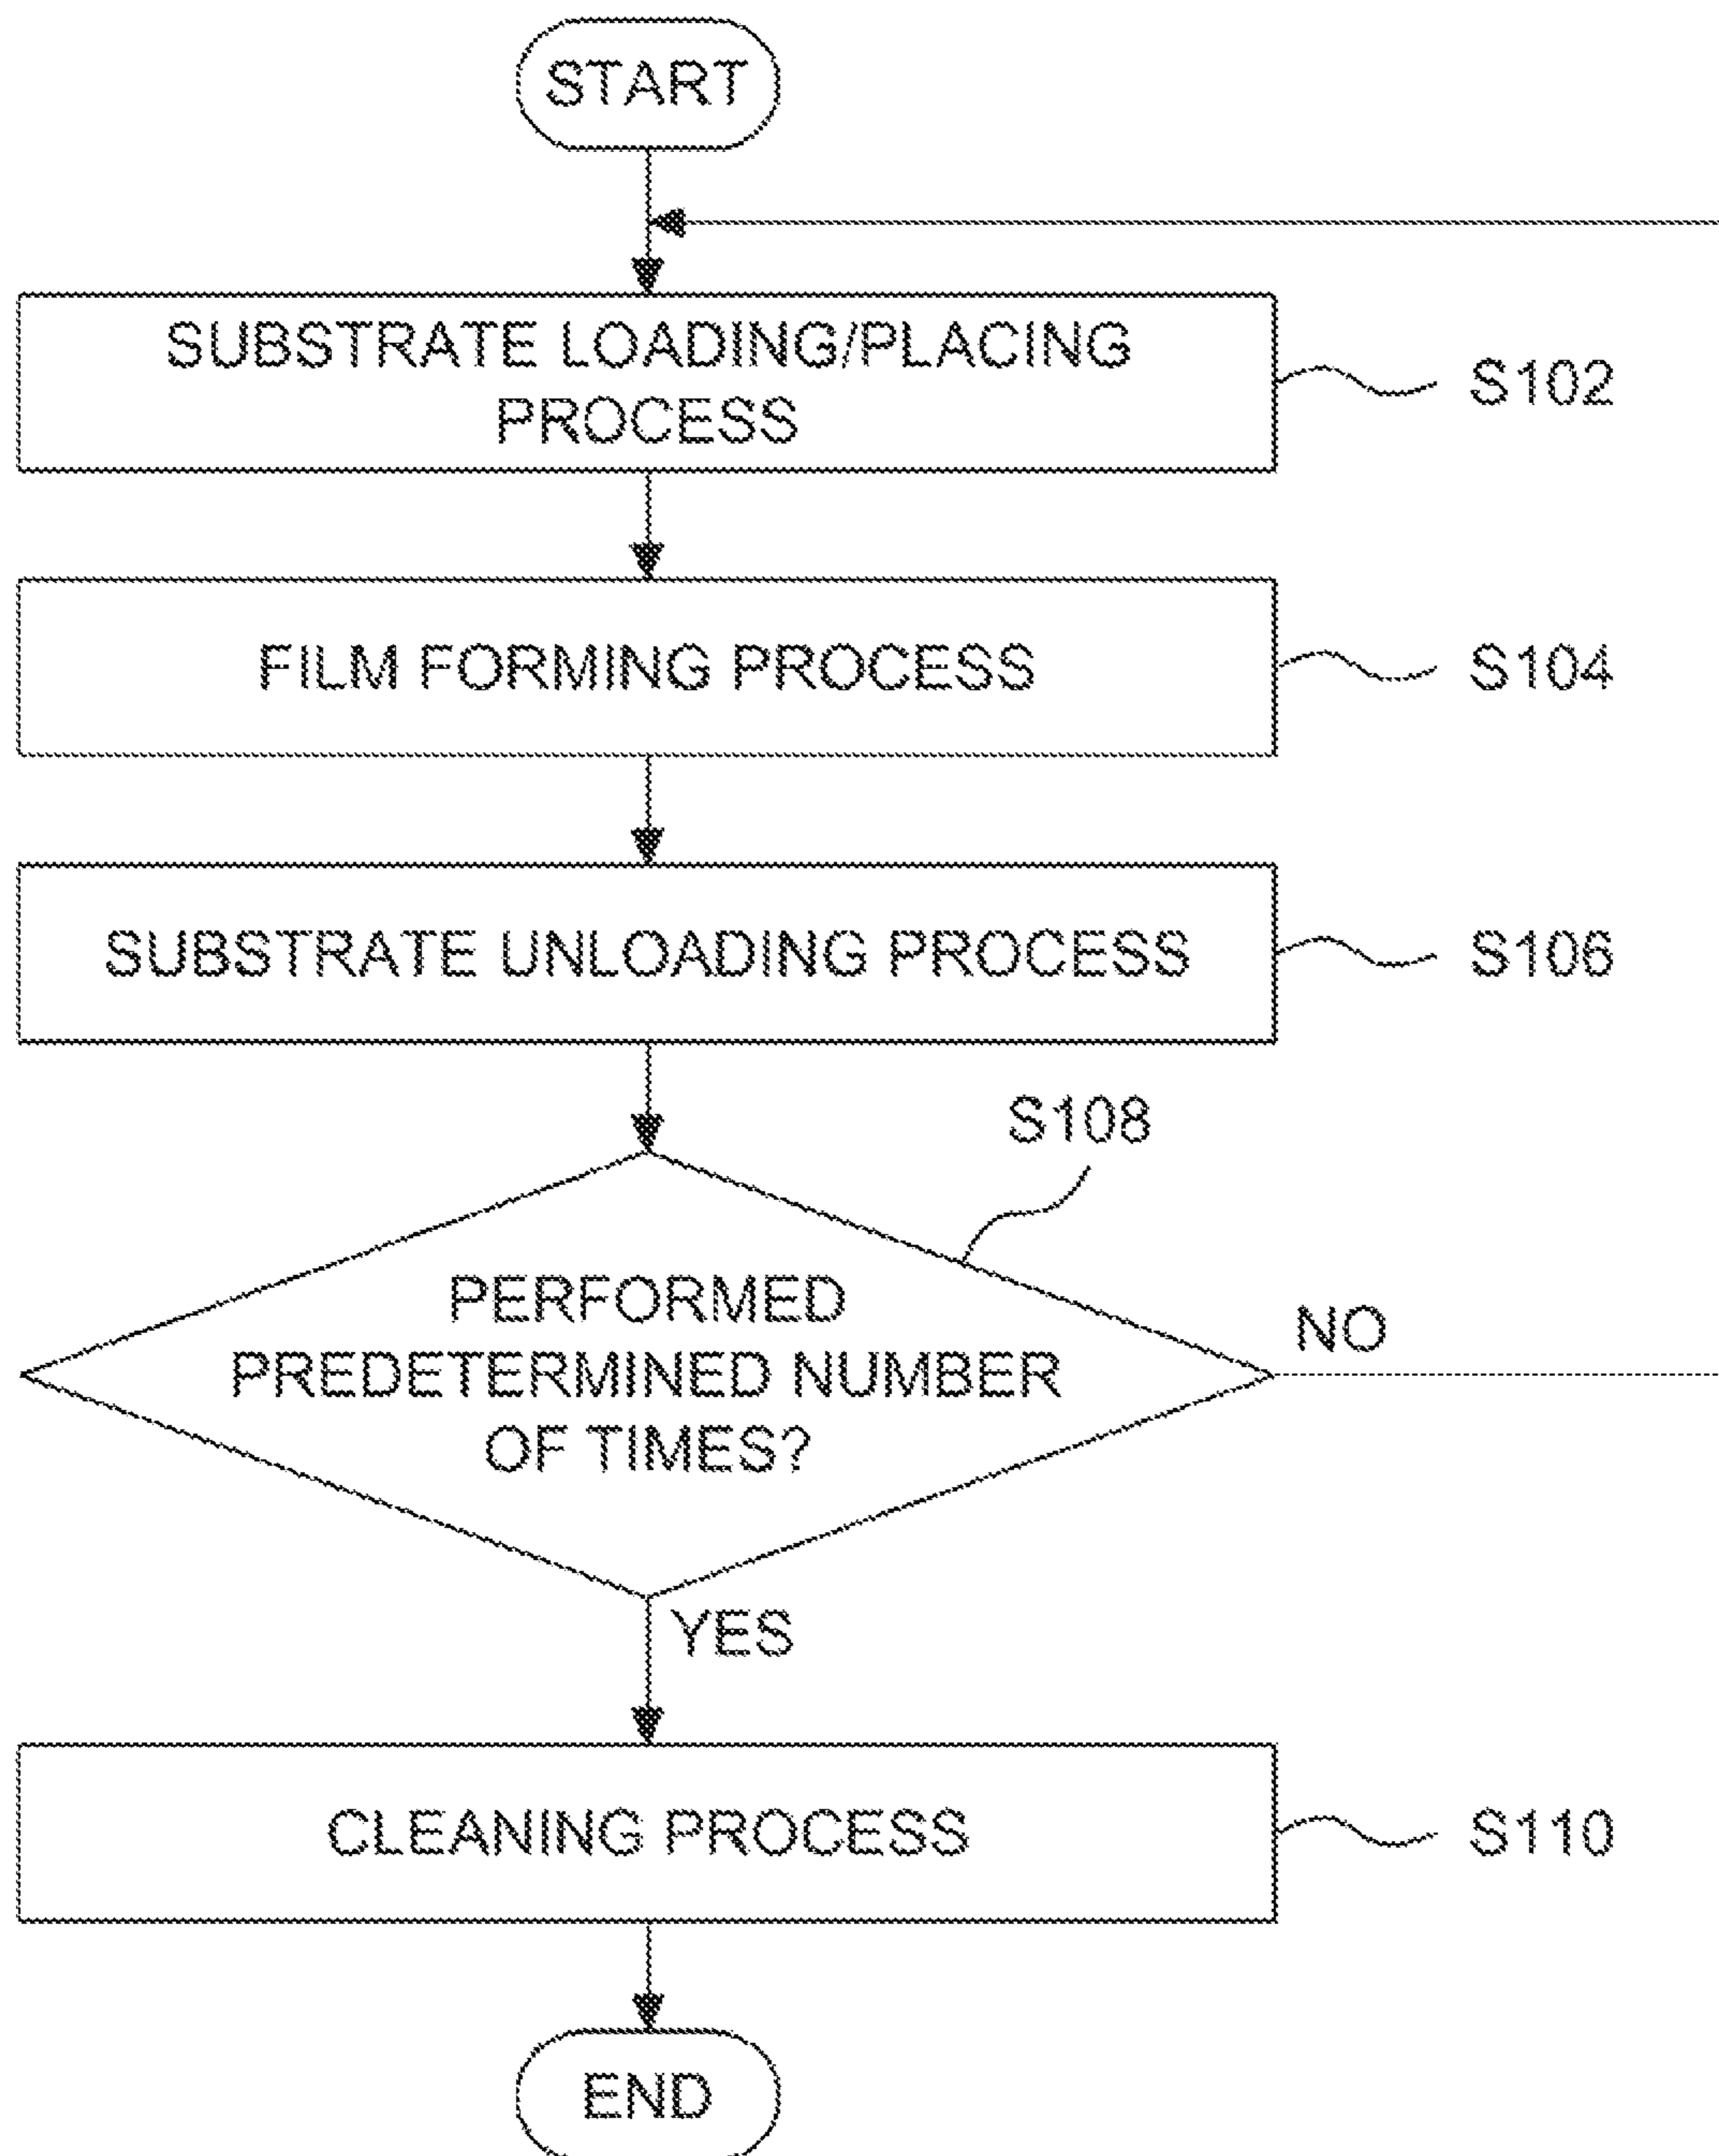 START
SUBSTRATE LOADING/PLACING
PROCESS
S102
FILM FORMING PROCESS
S104
SUBSTRATE UNLOADING PROCESS
S106
S108
PERFORMED
PREDETERMINED NUMBER
OF TIMES?
NO
YES
CLEANING PROCESS
S110
END